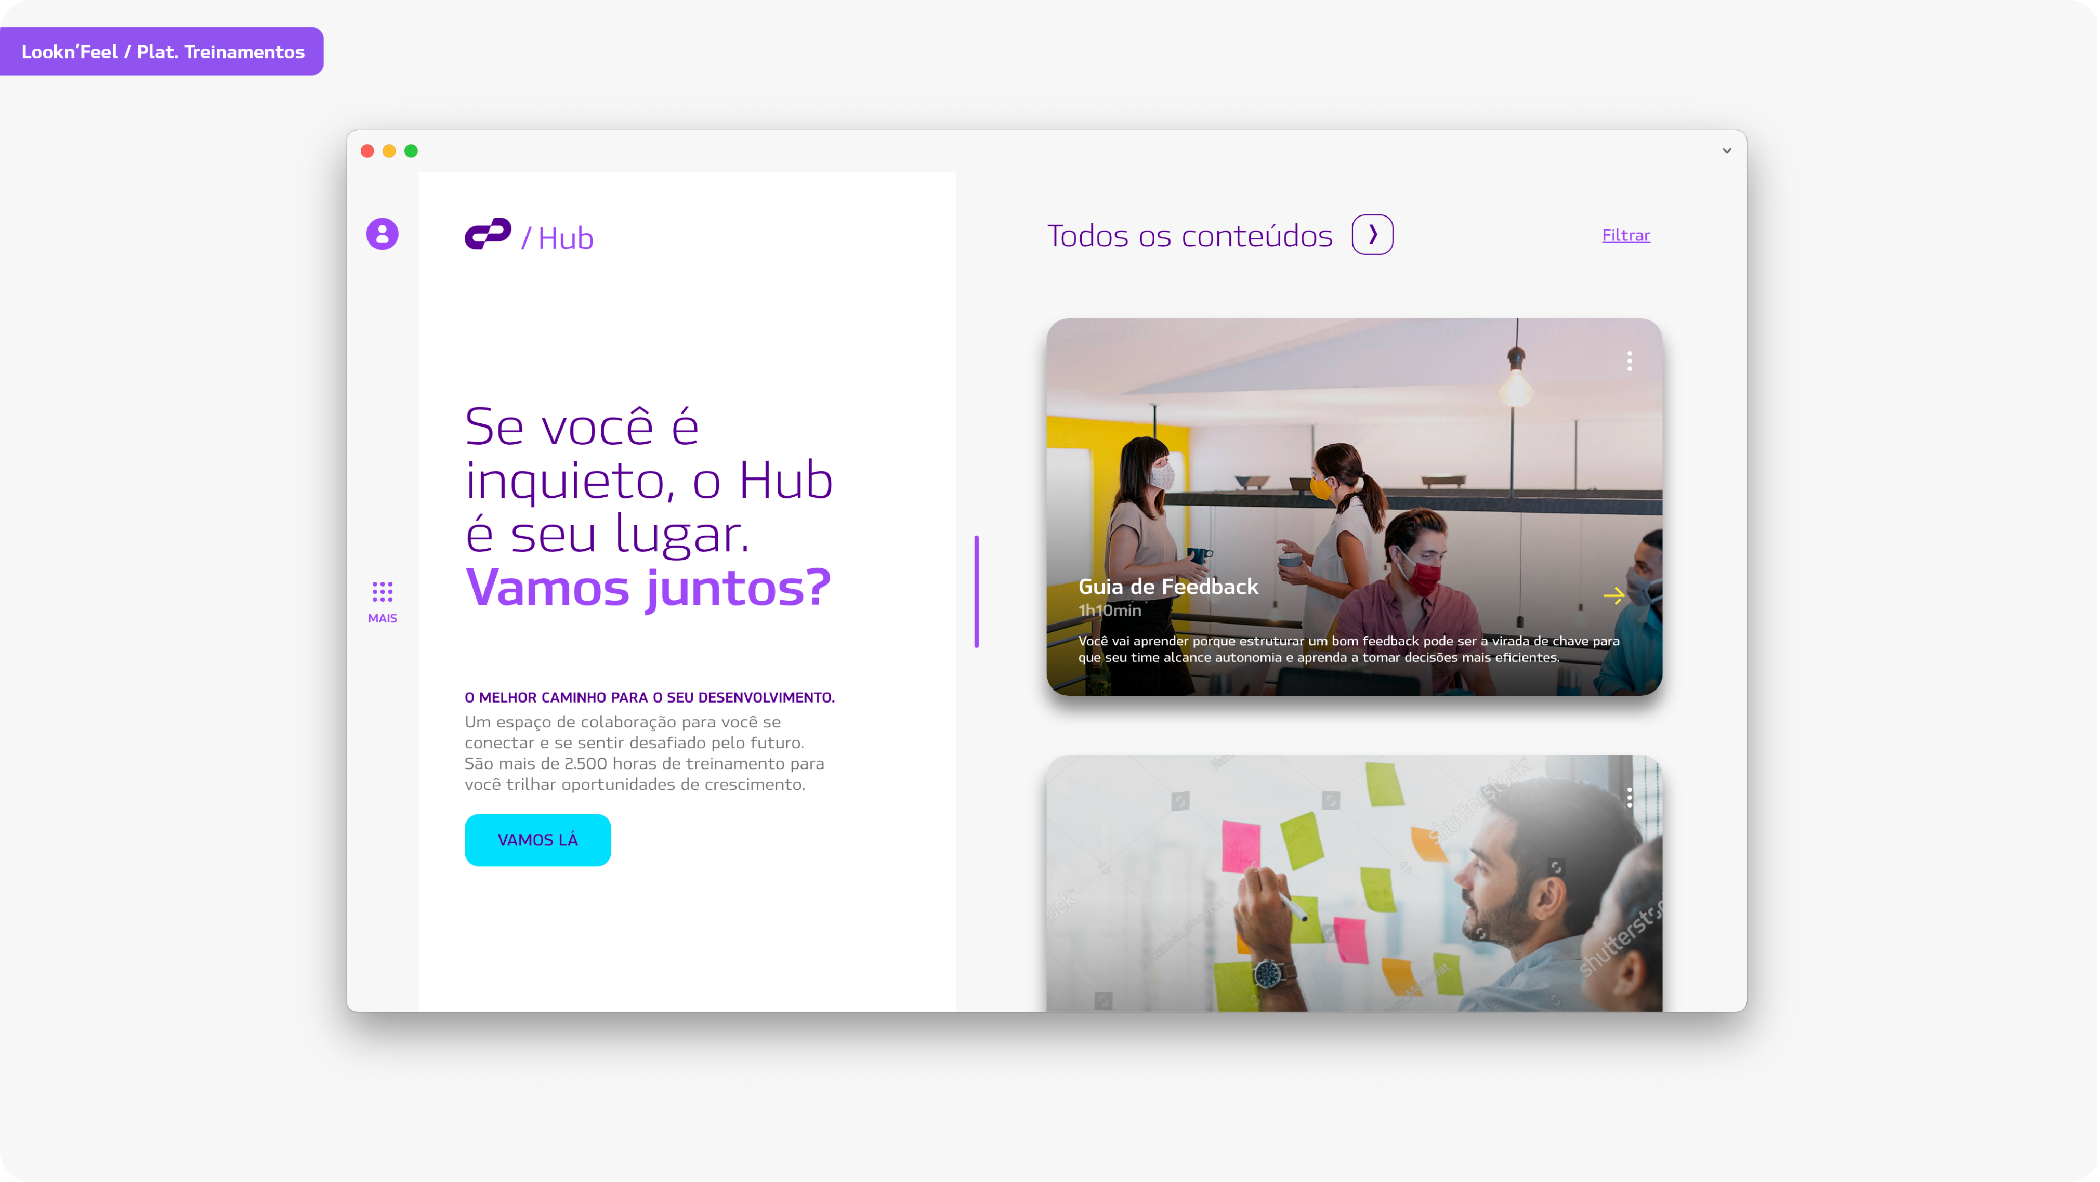 Lookn'Feel / Plat. Treinamentos
/ Hub
Se você é
inquieto, o Hub
é seu lugar.
Vamos juntos?
O MELHOR CAMINHO PARA O SEU DESENVOLVIMENTO.
Um espaço de colaboração para você se
conectar e se sentir desafiado pelo futuro.
São mais de 2.500 horas de treinamento para
você trilhar oportunidades de crescimento.
VAMOS LÁ
MAIS
Todos os conteúdos
Filtrar
Guia de Feedback
1h10min
Você vai aprender porque estruturar um bom feedback pode ser a virada de chave para
que seu time alcance autonomia e aprenda a tomar decisões mais eficientes.
shutterstock